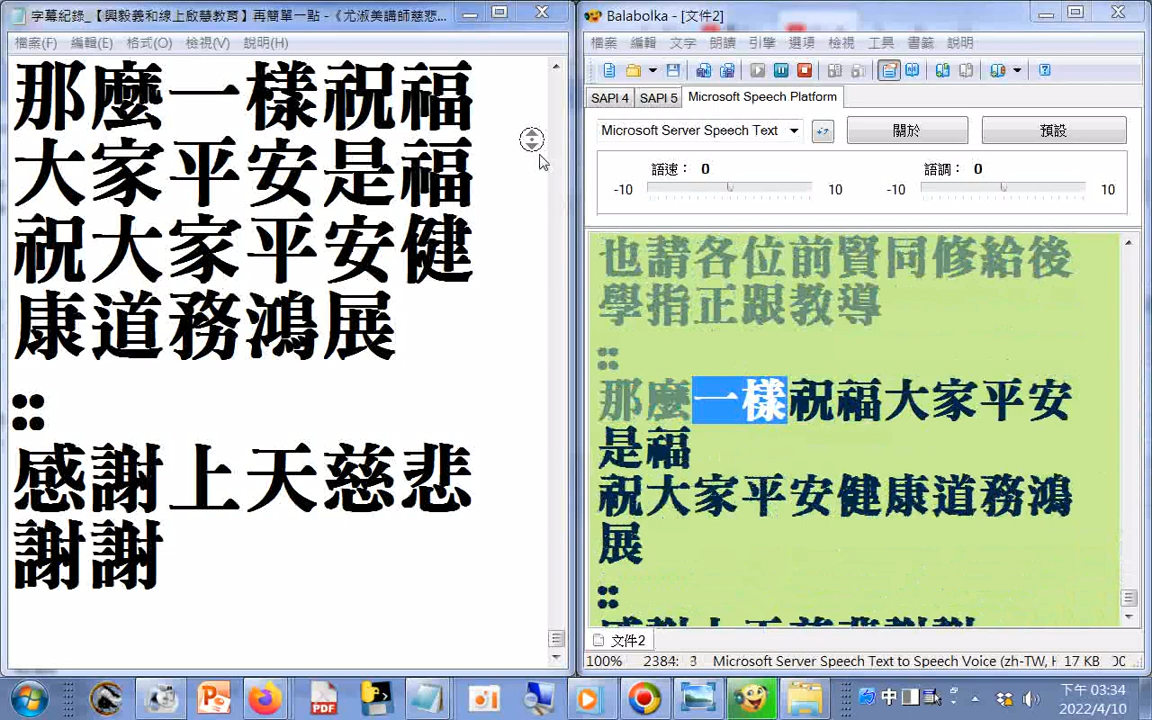 字幕紀錄_【興毅義和線上啟慧教育】再簡單一點 - 《尤淑美講師慈悲...
檔案(F) 編輯(E) 格式(O) 檢視(V) 說明(H)
那麼一樣祝福
大家平安是福
祝大家平安健
康道務鴻展
::
感謝上天慈悲
謝謝
Balabolka - [文件2]
檔案 編輯 文字 朗讀 引擎 選項 檢視 工具 書籤 說明
SAPI 4 SAPI 5 Microsoft Speech Platform
Microsoft Server Speech Text 關於 預設
語速： 0 語調： 0
-10 10 -10 10
也請各位前賢同修給後
學指正跟教導
::
那麼一樣祝福大家平安
是福
祝大家平安健康道務鴻
展
::
感謝上天慈悲謝謝
文件2
100% 2384: 3 Microsoft Server Speech Text to Speech Voice (zh-TW, H 17 KB
PDF
中
下午 03:34
2022/4/10